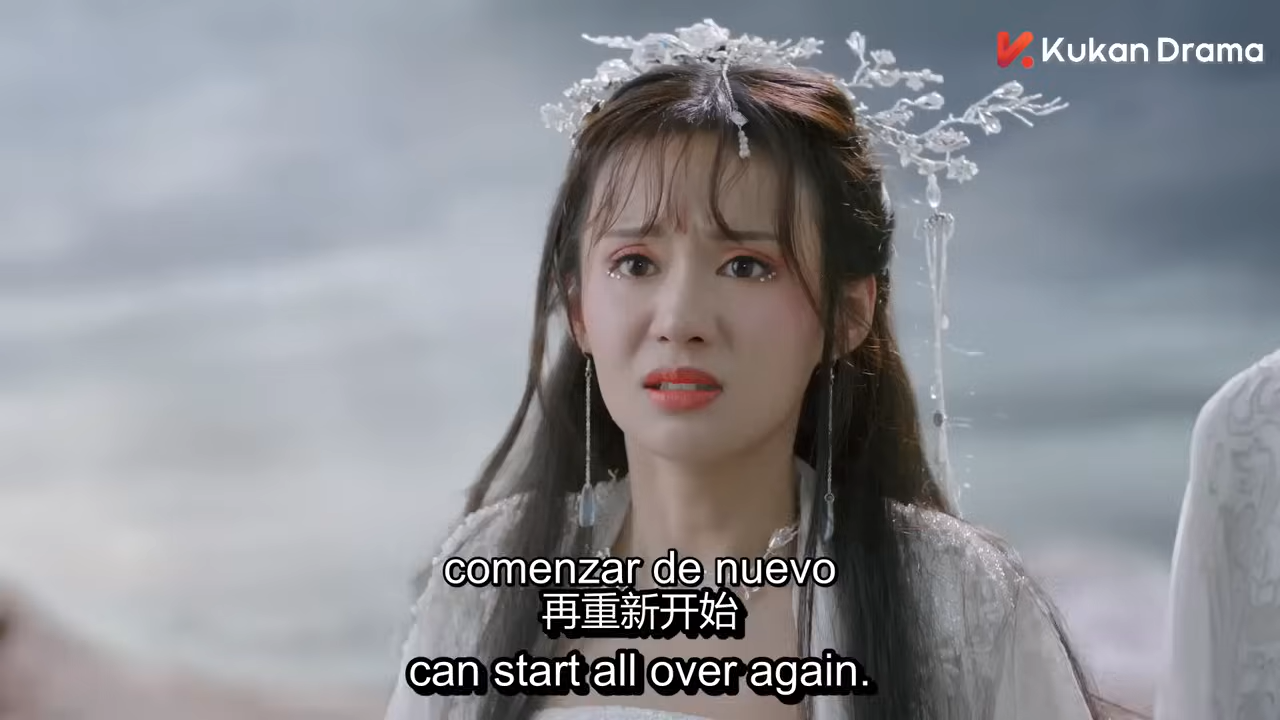 Kukan Drama
comenzar de nuevo
再重新开始
can start all over again.